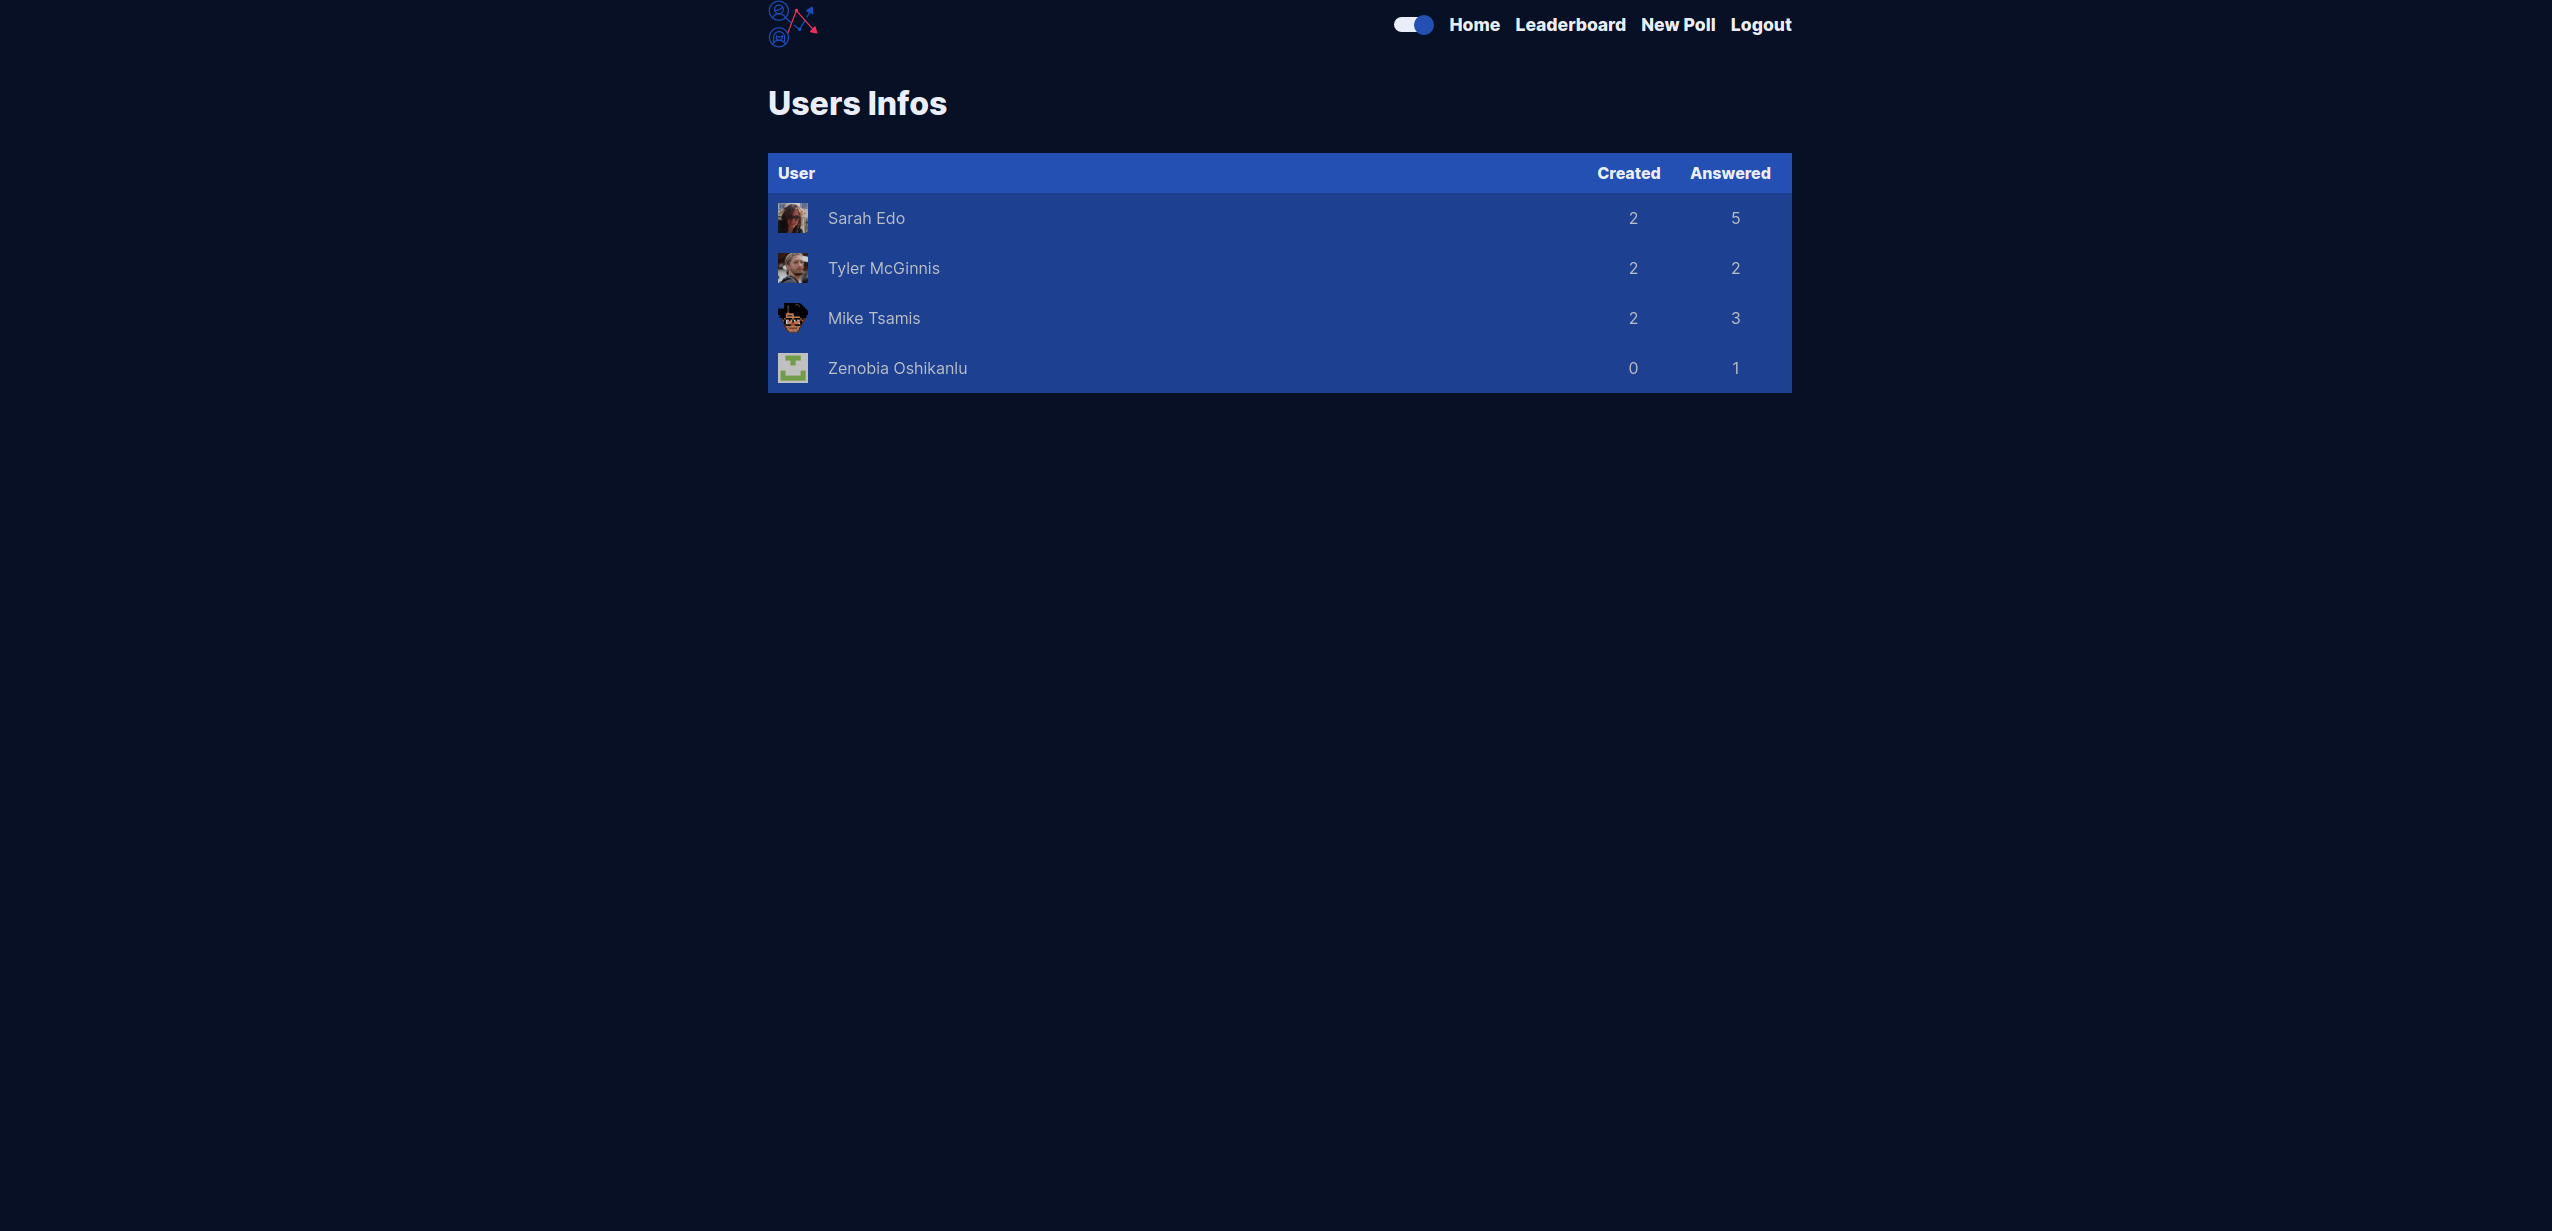 Home Leaderboard New Poll Logout
Users Infos
User Created Answered
Sarah Edo 2 5
Tyler McGinnis 2 2
Mike Tsamis 2 3
Zenobia Oshikanlu 0 1